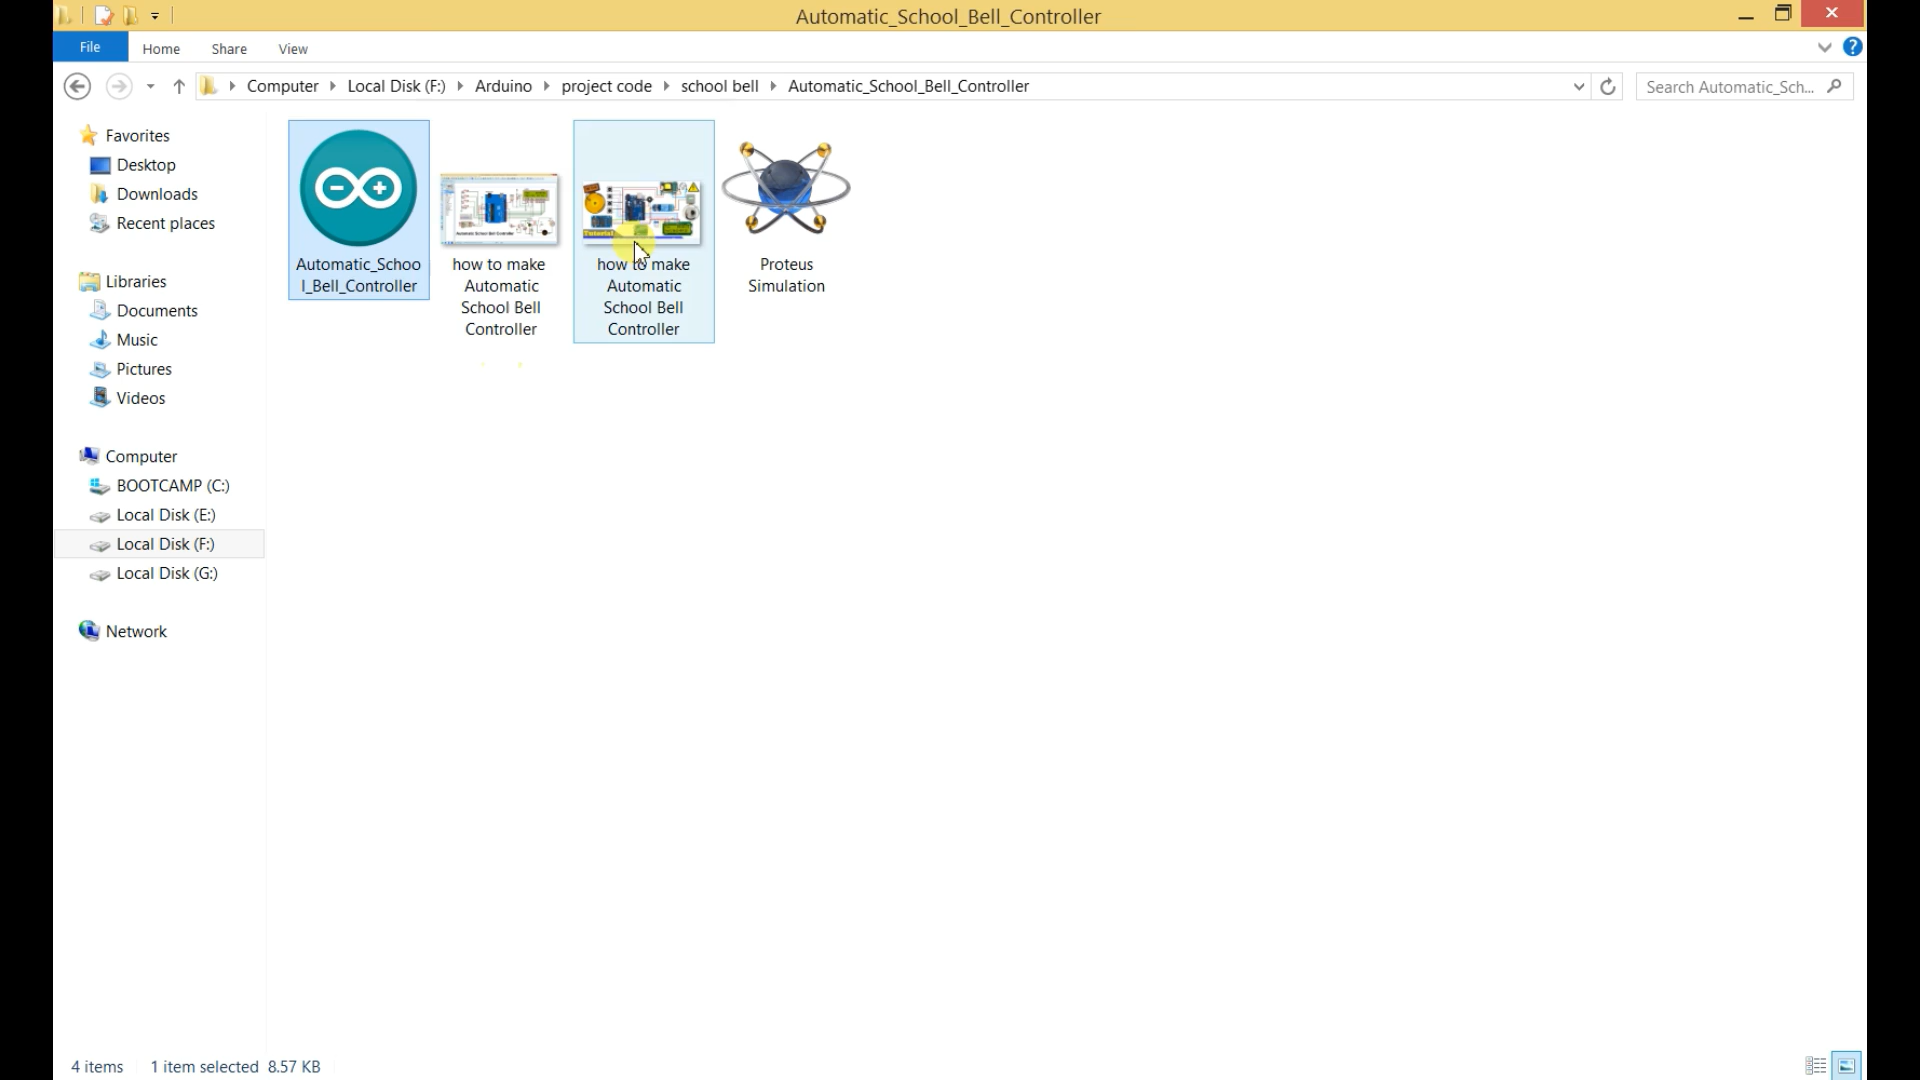 Automatic_School_Bell_Controller
File Home Share View
Computer Local Disk (F:) Arduino project code school bell Automatic_School_Bell_Controller
Search Automatic_Sch...
Favorites
Desktop
Downloads
Recent places
Libraries
Documents
Music
Pictures
Videos
Computer
BOOTCAMP (C:)
Local Disk (E:)
Local Disk (F:)
Local Disk (G:)
Network
Automatic_Schoo
l_Bell_Controller
how to make
Automatic
School Bell
Controller
Tutorial
how to make
Automatic
School Bell
Controller
Proteus
Simulation
4 items 1 item selected 8.57 KB